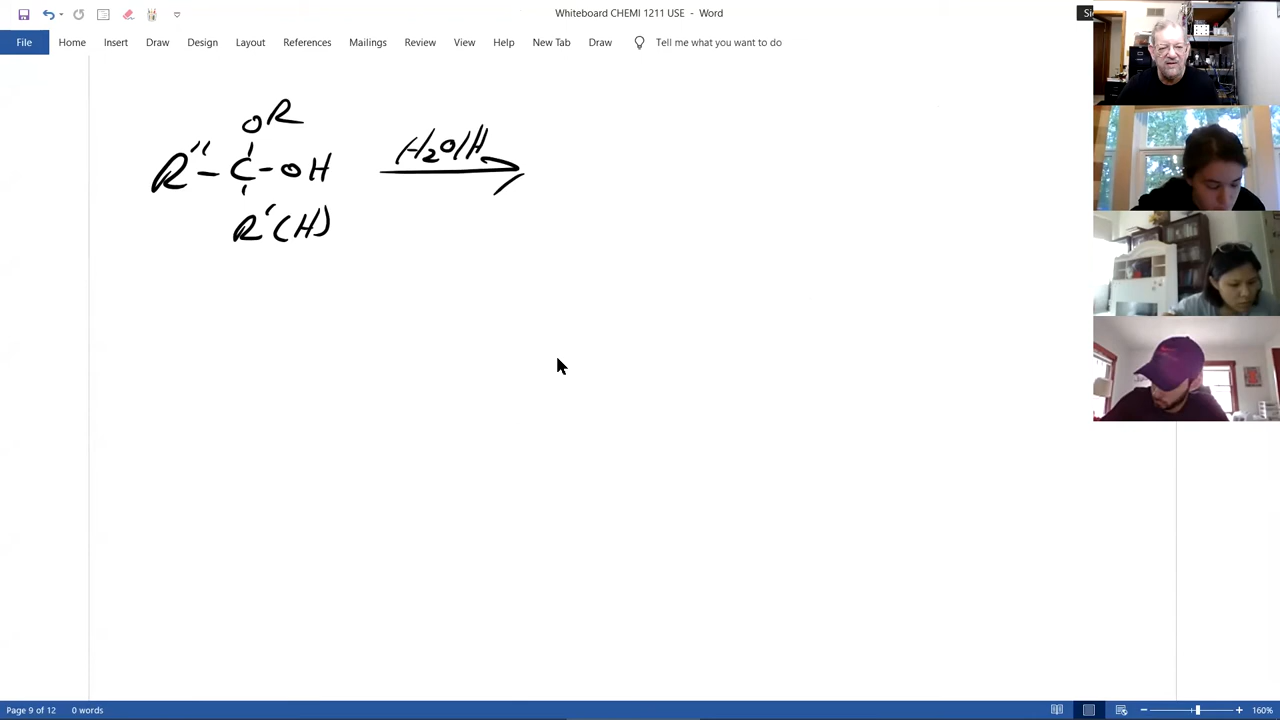 Whiteboard CHEMI 1211 USE - Word
Si
File Home Insert Draw Design Layout References Mailings Review View Help New Tab Draw Tell me what you want to do
OR
R''-C-OH H2O/H
R'(H)
Page 9 of 12 0 words 160%